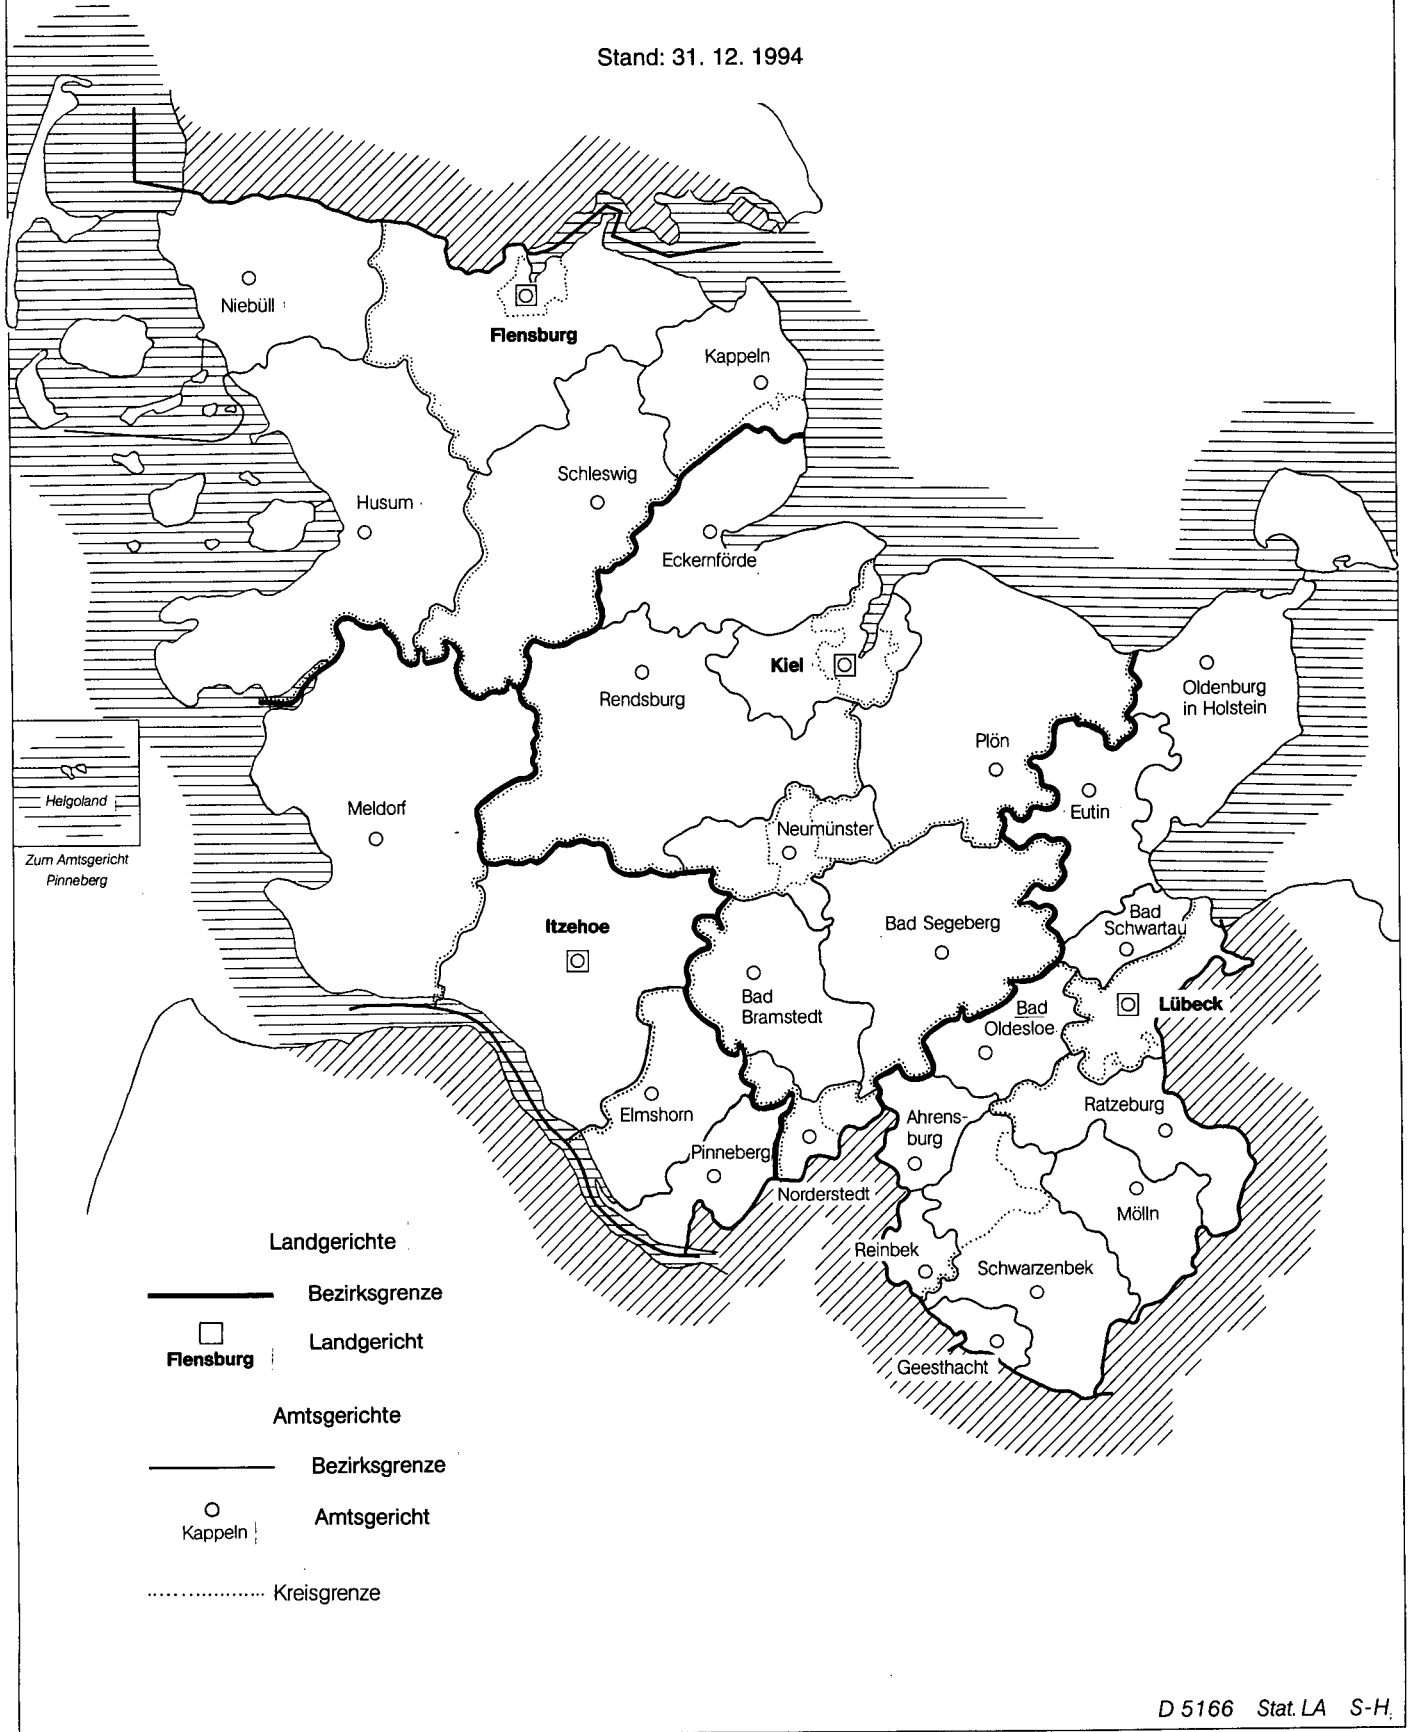 Stand: 31. 12. 1994
Niebüll
Flensburg
Kappeln
Schleswig
Husum
Eckernförde
Kiel
Rendsburg
Oldenburg
in Holstein
Plön
Helgoland
Zum Amtsgericht
Pinneberg
Meldorf
Eutin
Neumünster
Itzehoe
Bad Segeberg
Bad
Schwartau
Bad
Bramstedt
Bad
Oldesloe
Lübeck
Elmshorn
Ahrens-
burg
Ratzeburg
Pinneberg
Norderstedt
Mölln
Reinbek
Schwarzenbek
Geesthacht
Landgerichte
Bezirksgrenze
Landgericht
Flensburg
Amtsgerichte
Bezirksgrenze
Amtsgericht
Kappeln
Kreisgrenze
D 5166 Stat. LA S-H.